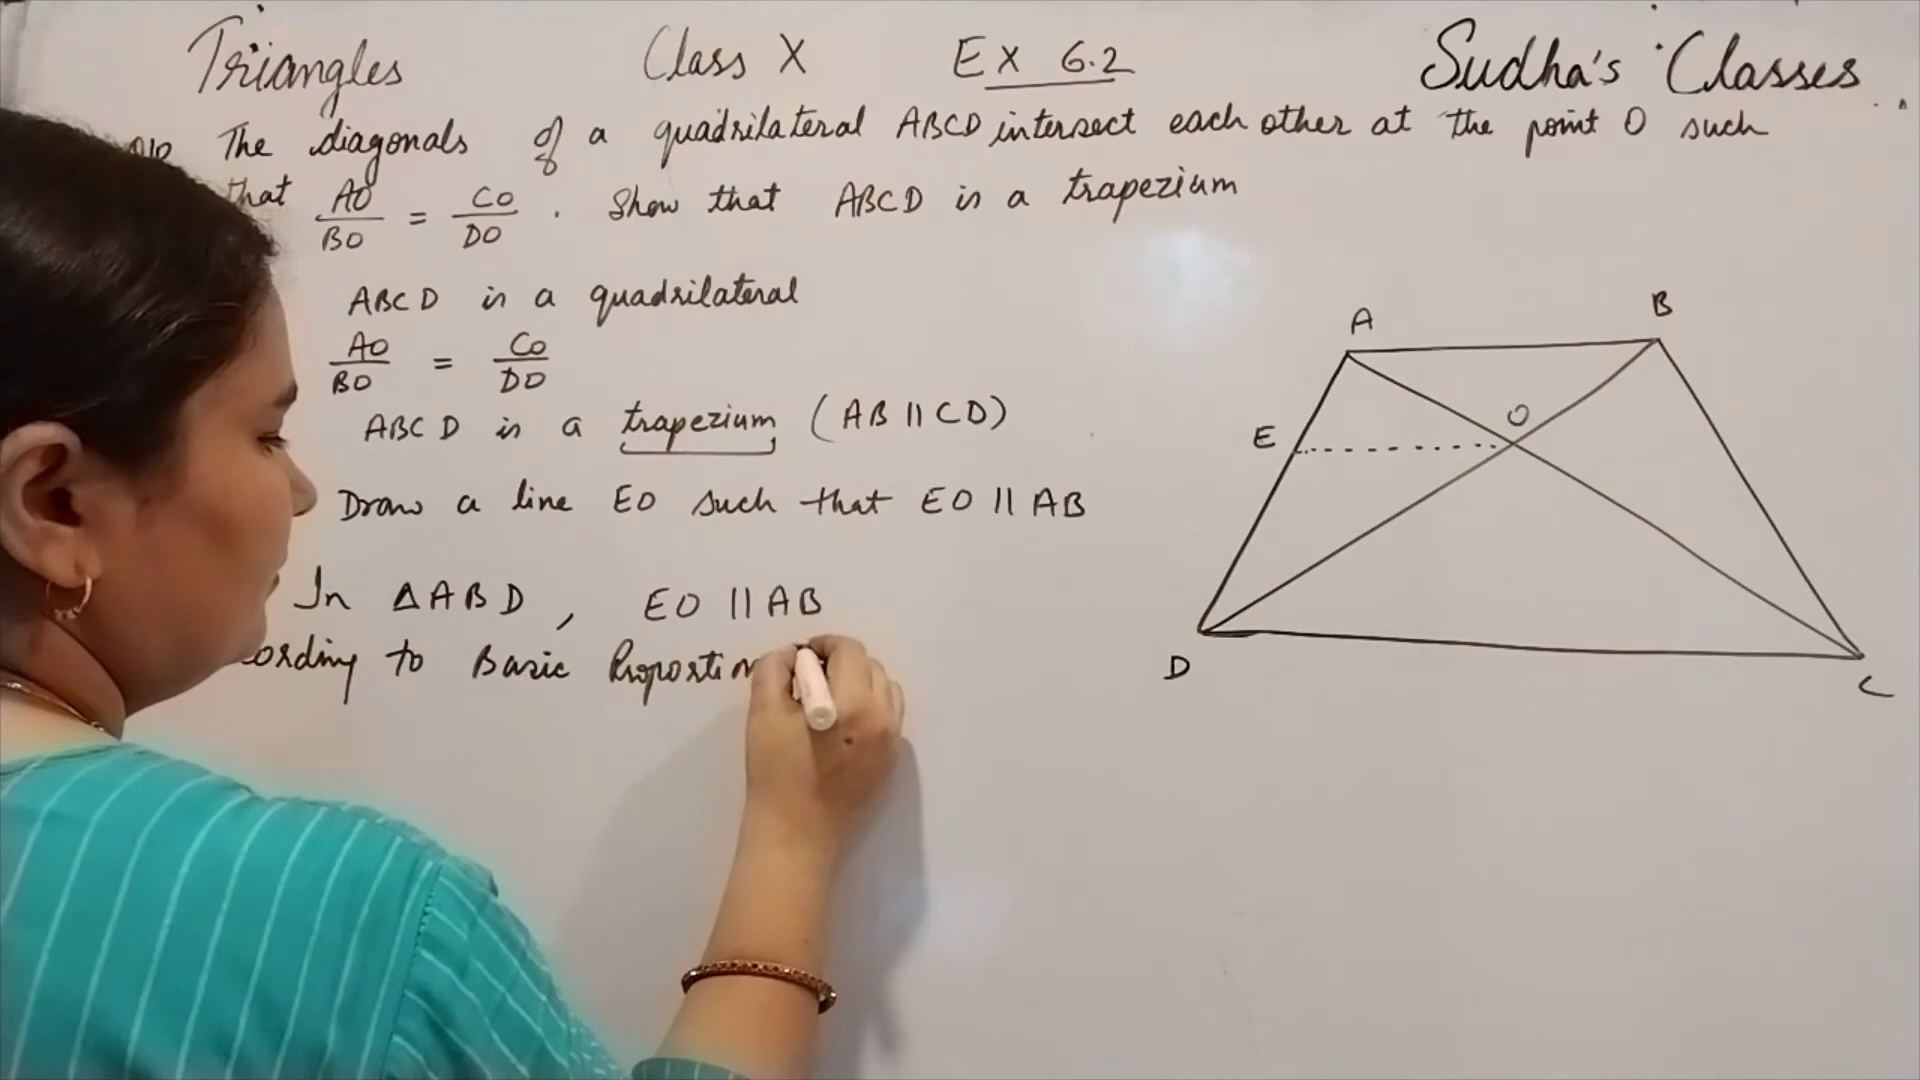 Triangles Class X Ex 6.2 Sudha's Classes
The diagonals of a quadrilateral ABCD intersect each other at the point O such
that AO/BO = CO/DO . Show that ABCD is a trapezium
ABCD is a quadrilateral
AO/BO = CO/DO
ABCD is a trapezium (AB || CD)
Draw a line EO such that EO || AB
In ΔABD, EO || AB
to Basic
A
B
O
E
D
C